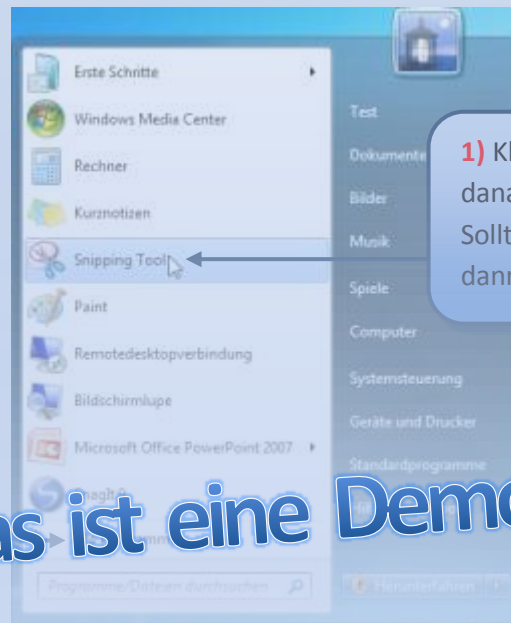 Erste Schritte
Windows Media Center
Rechner
Kurznotizen
Snipping Tool
Paint
Remotedesktopverbindung
Bildschirmlupe
Microsoft Office PowerPoint 2007
Programme/Dateien durchsuchen
Test
Dokumente
Bilder
Musik
Spiele
Computer
Systemsteuerung
Geräte und Drucker
Standardprogramme
Herunterfahren
1) Kl
dana
Sollt
dann
as ist eine Demo